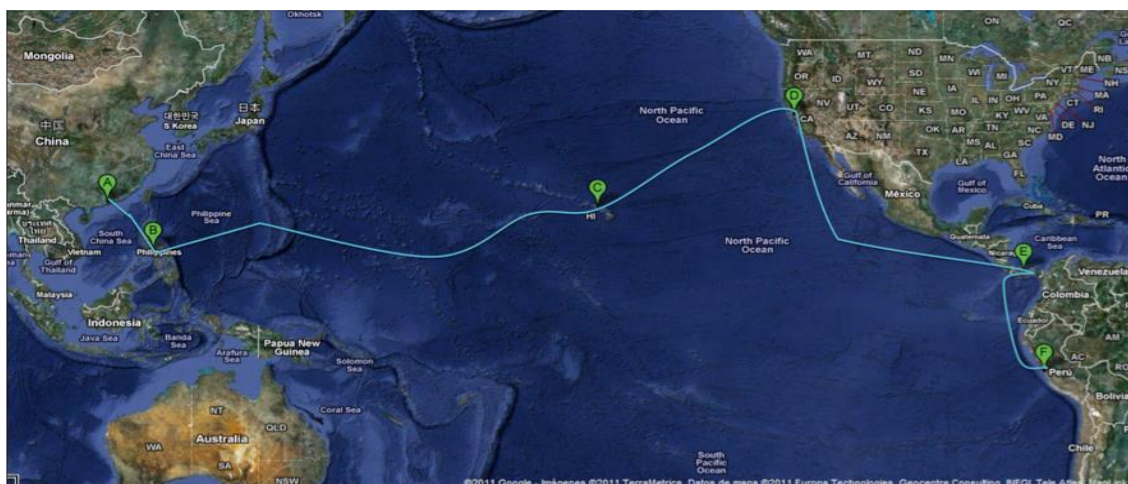 Okhotsk
ON
QC
Mongolia
WA
MT
ND
MN
NB
OR
ID
SD
WI
MI
VT
ME
NS
WY
IA
NY
NH
D
NV
UT
CO
NE
IL
IN
OH
PA
MA
CT
RI
CA
KS
MO
KY
VA
DE
NJ
MD
日本
Japan
대한민국
S Korea
North Pacific
Ocean
中国
China
East
China Sea
AZ
NM
OK
AR
TN
NC
MS
AL
SC
TX
LA
GA
FL
North
Atlantic
Ocean
A
C
Gulf of
California
México
Gulf of
Mexico
Cuba
PR
Philippine
Sea
HI
B
South
China Sea
Thailand
Vietnam
Philippines
Gulf of
Thailand
North Pacific
Ocean
Guatemala
Caribbean
Sea
E
Venezuela
Colombia
Malaysia
Indonesia
Java Sea
Banda
Sea
Arafura
Sea
Papua New
Guinea
Solomon
Sea
Ecuador
AM
F
AC
RO
Perú
Bolivia
Coral Sea
NT
QLD
WA
Australia
SA
NSW
South
Pacific
Ocean
Chile
©2011 Google - Imágenes ©2011 TerraMetrics, Datos de mapa ©2011 Europa Technologies, Geocentre Consulting, INEGI, Tele Atlas, MapLink